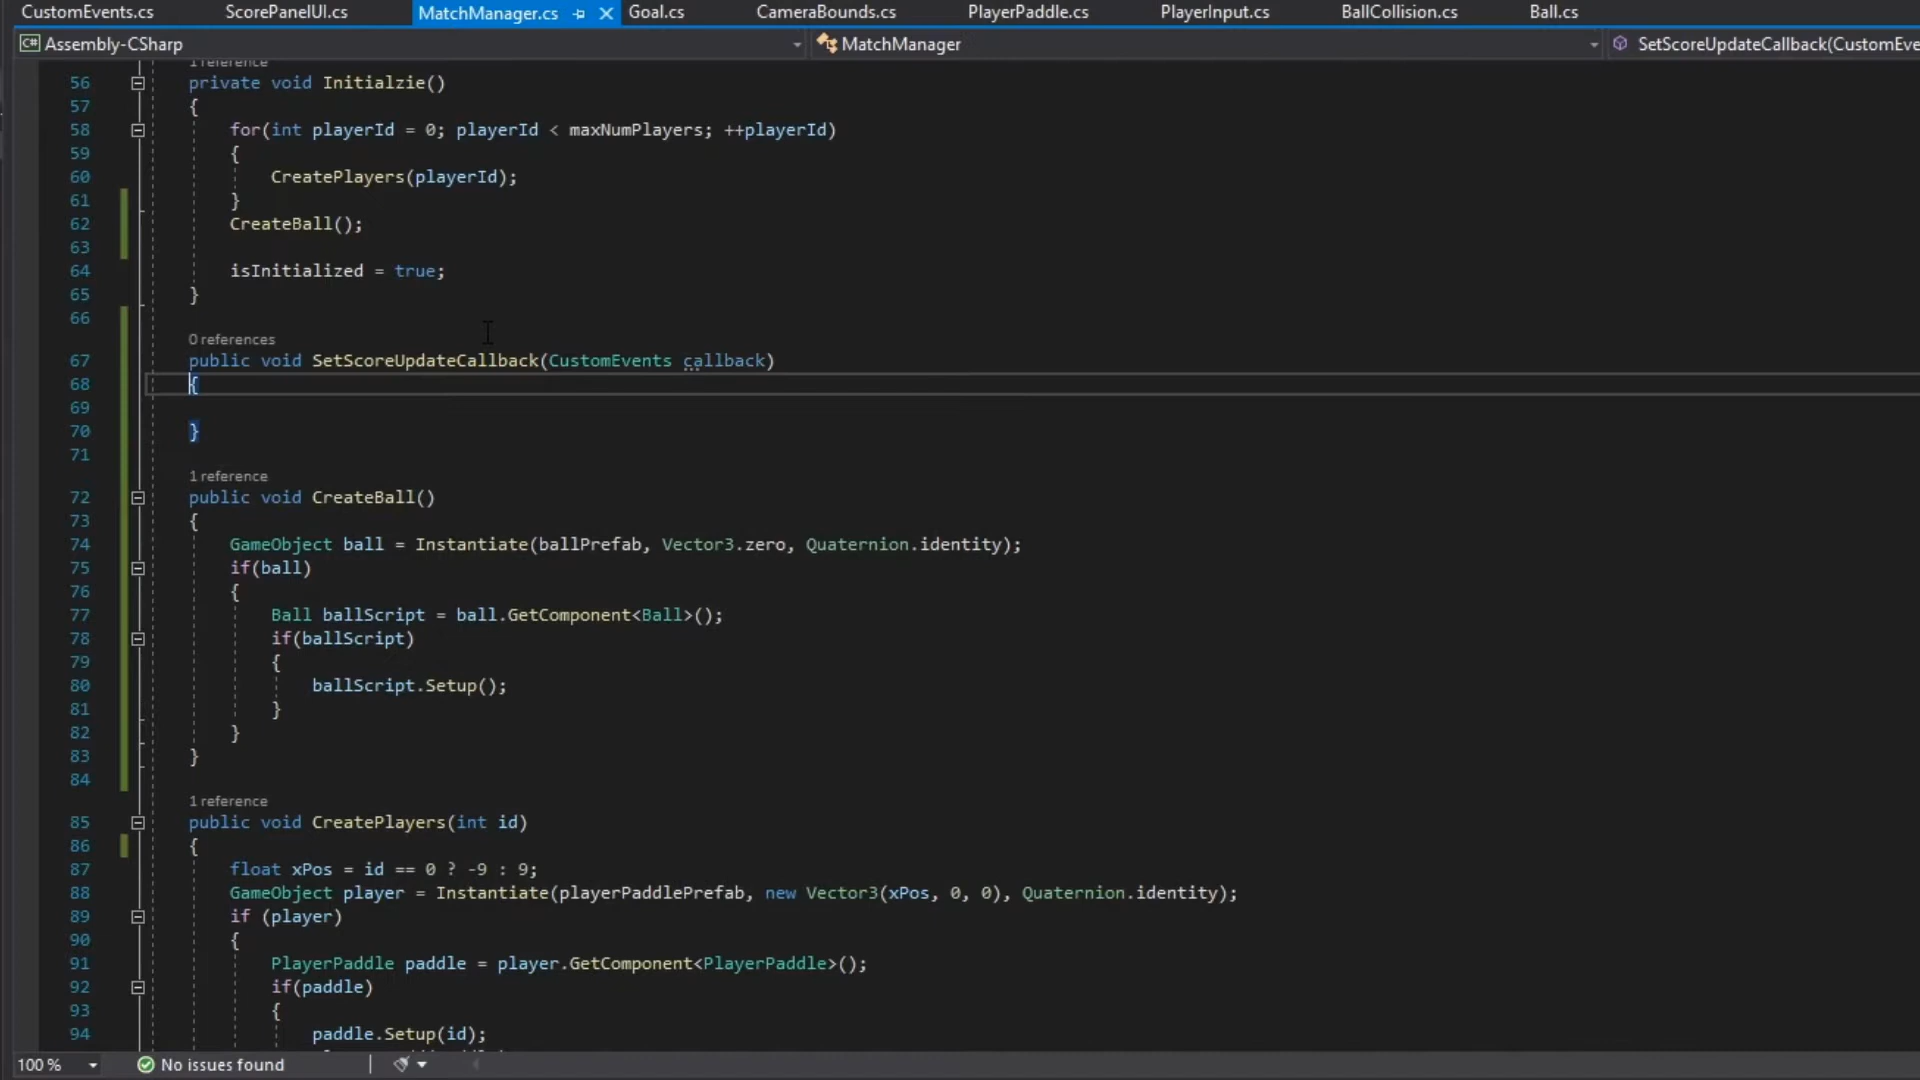 CustomEvents.cs ScorePanelUI.cs MatchManager.cs Goal.cs CameraBounds.cs PlayerPaddle.cs PlayerInput.cs BallCollision.cs Ball.cs
C# Assembly-CSharp MatchManager SetScoreUpdateCallback(CustomEve
1 reference
56 private void Initialzie()
57 {
58 for(int playerId = 0; playerId < maxNumPlayers; ++playerId)
59 {
60 CreatePlayers(playerId);
61 }
62 CreateBall();
63
64 isInitialized = true;
65 }
66
0 references
67 public void SetScoreUpdateCallback(CustomEvents callback)
68 {
69
70 }
71
1 reference
72 public void CreateBall()
73 {
74 GameObject ball = Instantiate(ballPrefab, Vector3.zero, Quaternion.identity);
75 if(ball)
76 {
77 Ball ballScript = ball.GetComponent<Ball>();
78 if(ballScript)
79 {
80 ballScript.Setup();
81 }
82 }
83 }
84
1 reference
85 public void CreatePlayers(int id)
86 {
87 float xPos = id == 0 ? -9 : 9;
88 GameObject player = Instantiate(playerPaddlePrefab, new Vector3(xPos, 0, 0), Quaternion.identity);
89 if (player)
90 {
91 PlayerPaddle paddle = player.GetComponent<PlayerPaddle>();
92 if(paddle)
93 {
94 paddle.Setup(id);
100 % No issues found